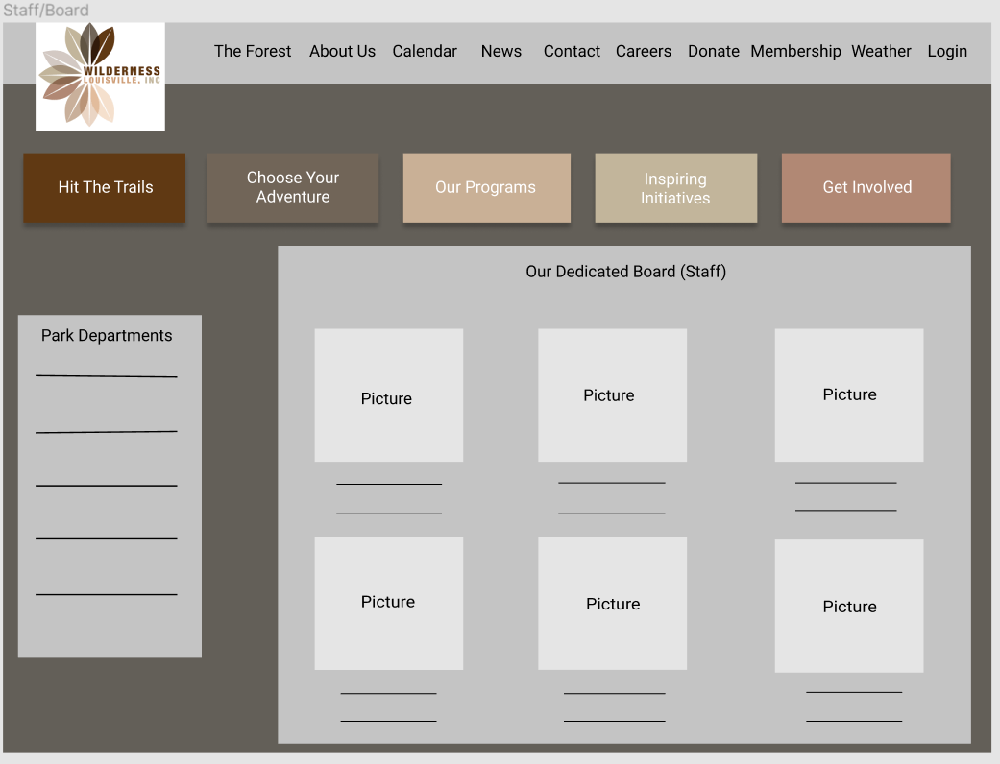 Staff/Board
WILDERNESS
LOUISVILLE, INC
The Forest About Us Calendar News Contact Careers Donate Membership Weather Login
Hit The Trails
Choose Your
Adventure
Our Programs
Inspiring
Initiatives
Get Involved
Our Dedicated Board (Staff)
Park Departments
Picture
Picture
Picture
Picture
Picture
Picture